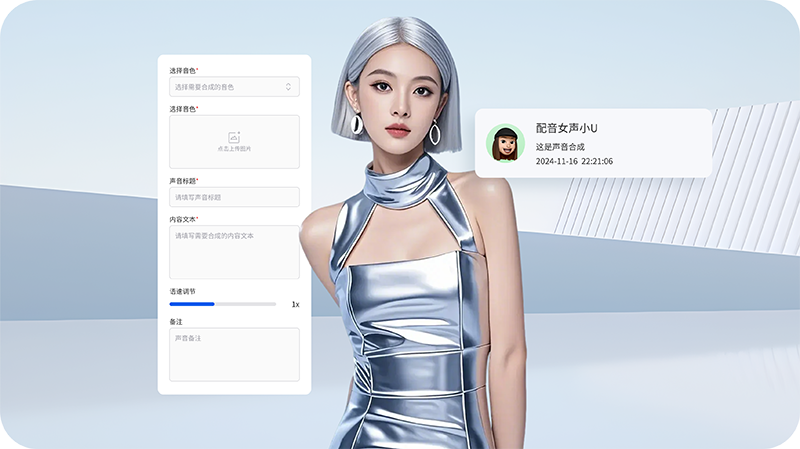 选择音色*
选择需要合成的音色
选择音色*
点击上传图片
声音标题*
请填写声音标题
内容文本*
请填写需要合成的内容文本
语速调节
1x
备注
声音备注
配音女声小U
这是声音合成
2024-11-16 22:21:06